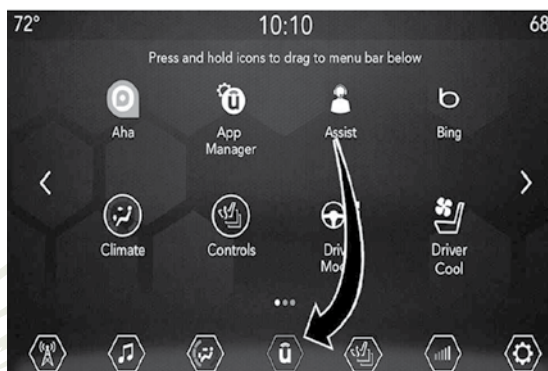 72° 10:10 68
Press and hold icons to drag to menu bar below
Aha App Assist Bing
Manager
Climate Controls Driver
Cool